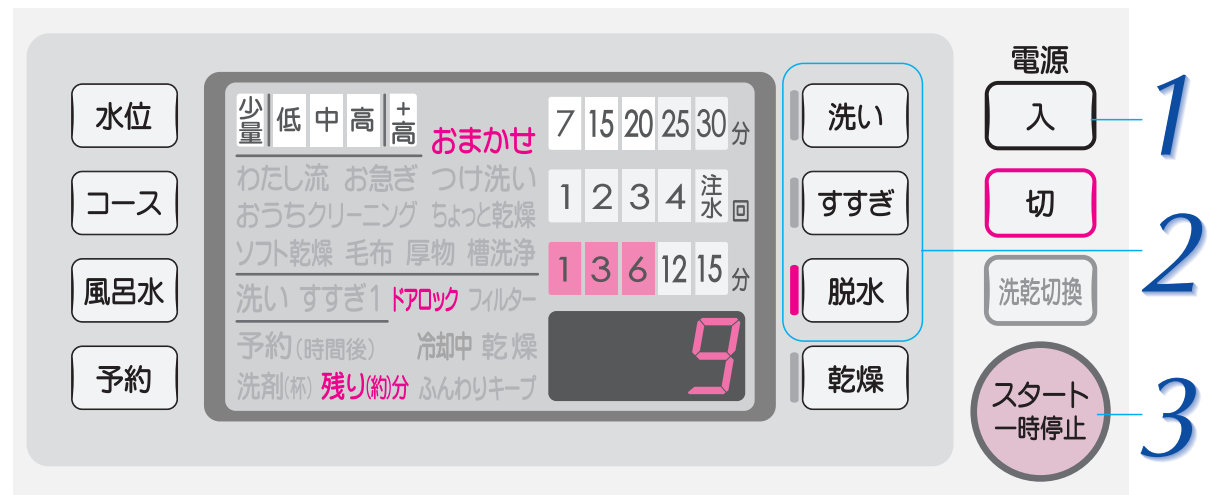 水位
コース
風呂水
予約
少量 低 中 高 +高
おまかせ
わたし流 お急ぎ つけ洗い
おうちクリーニング ちょっと乾燥
ソフト乾燥 毛布 厚物 槽洗浄
洗い すすぎ1 ドアロック フィルター
予約(時間後) 冷却中 乾燥
洗剤(杯) 残り(約)分 ふんわりキープ
7 15 20 25 30 分
1 2 3 4 注水 回
1 3 6 12 15 分
9
洗い
すすぎ
脱水
乾燥
電源
入
切
洗乾切換
スタート
一時停止
1
2
3